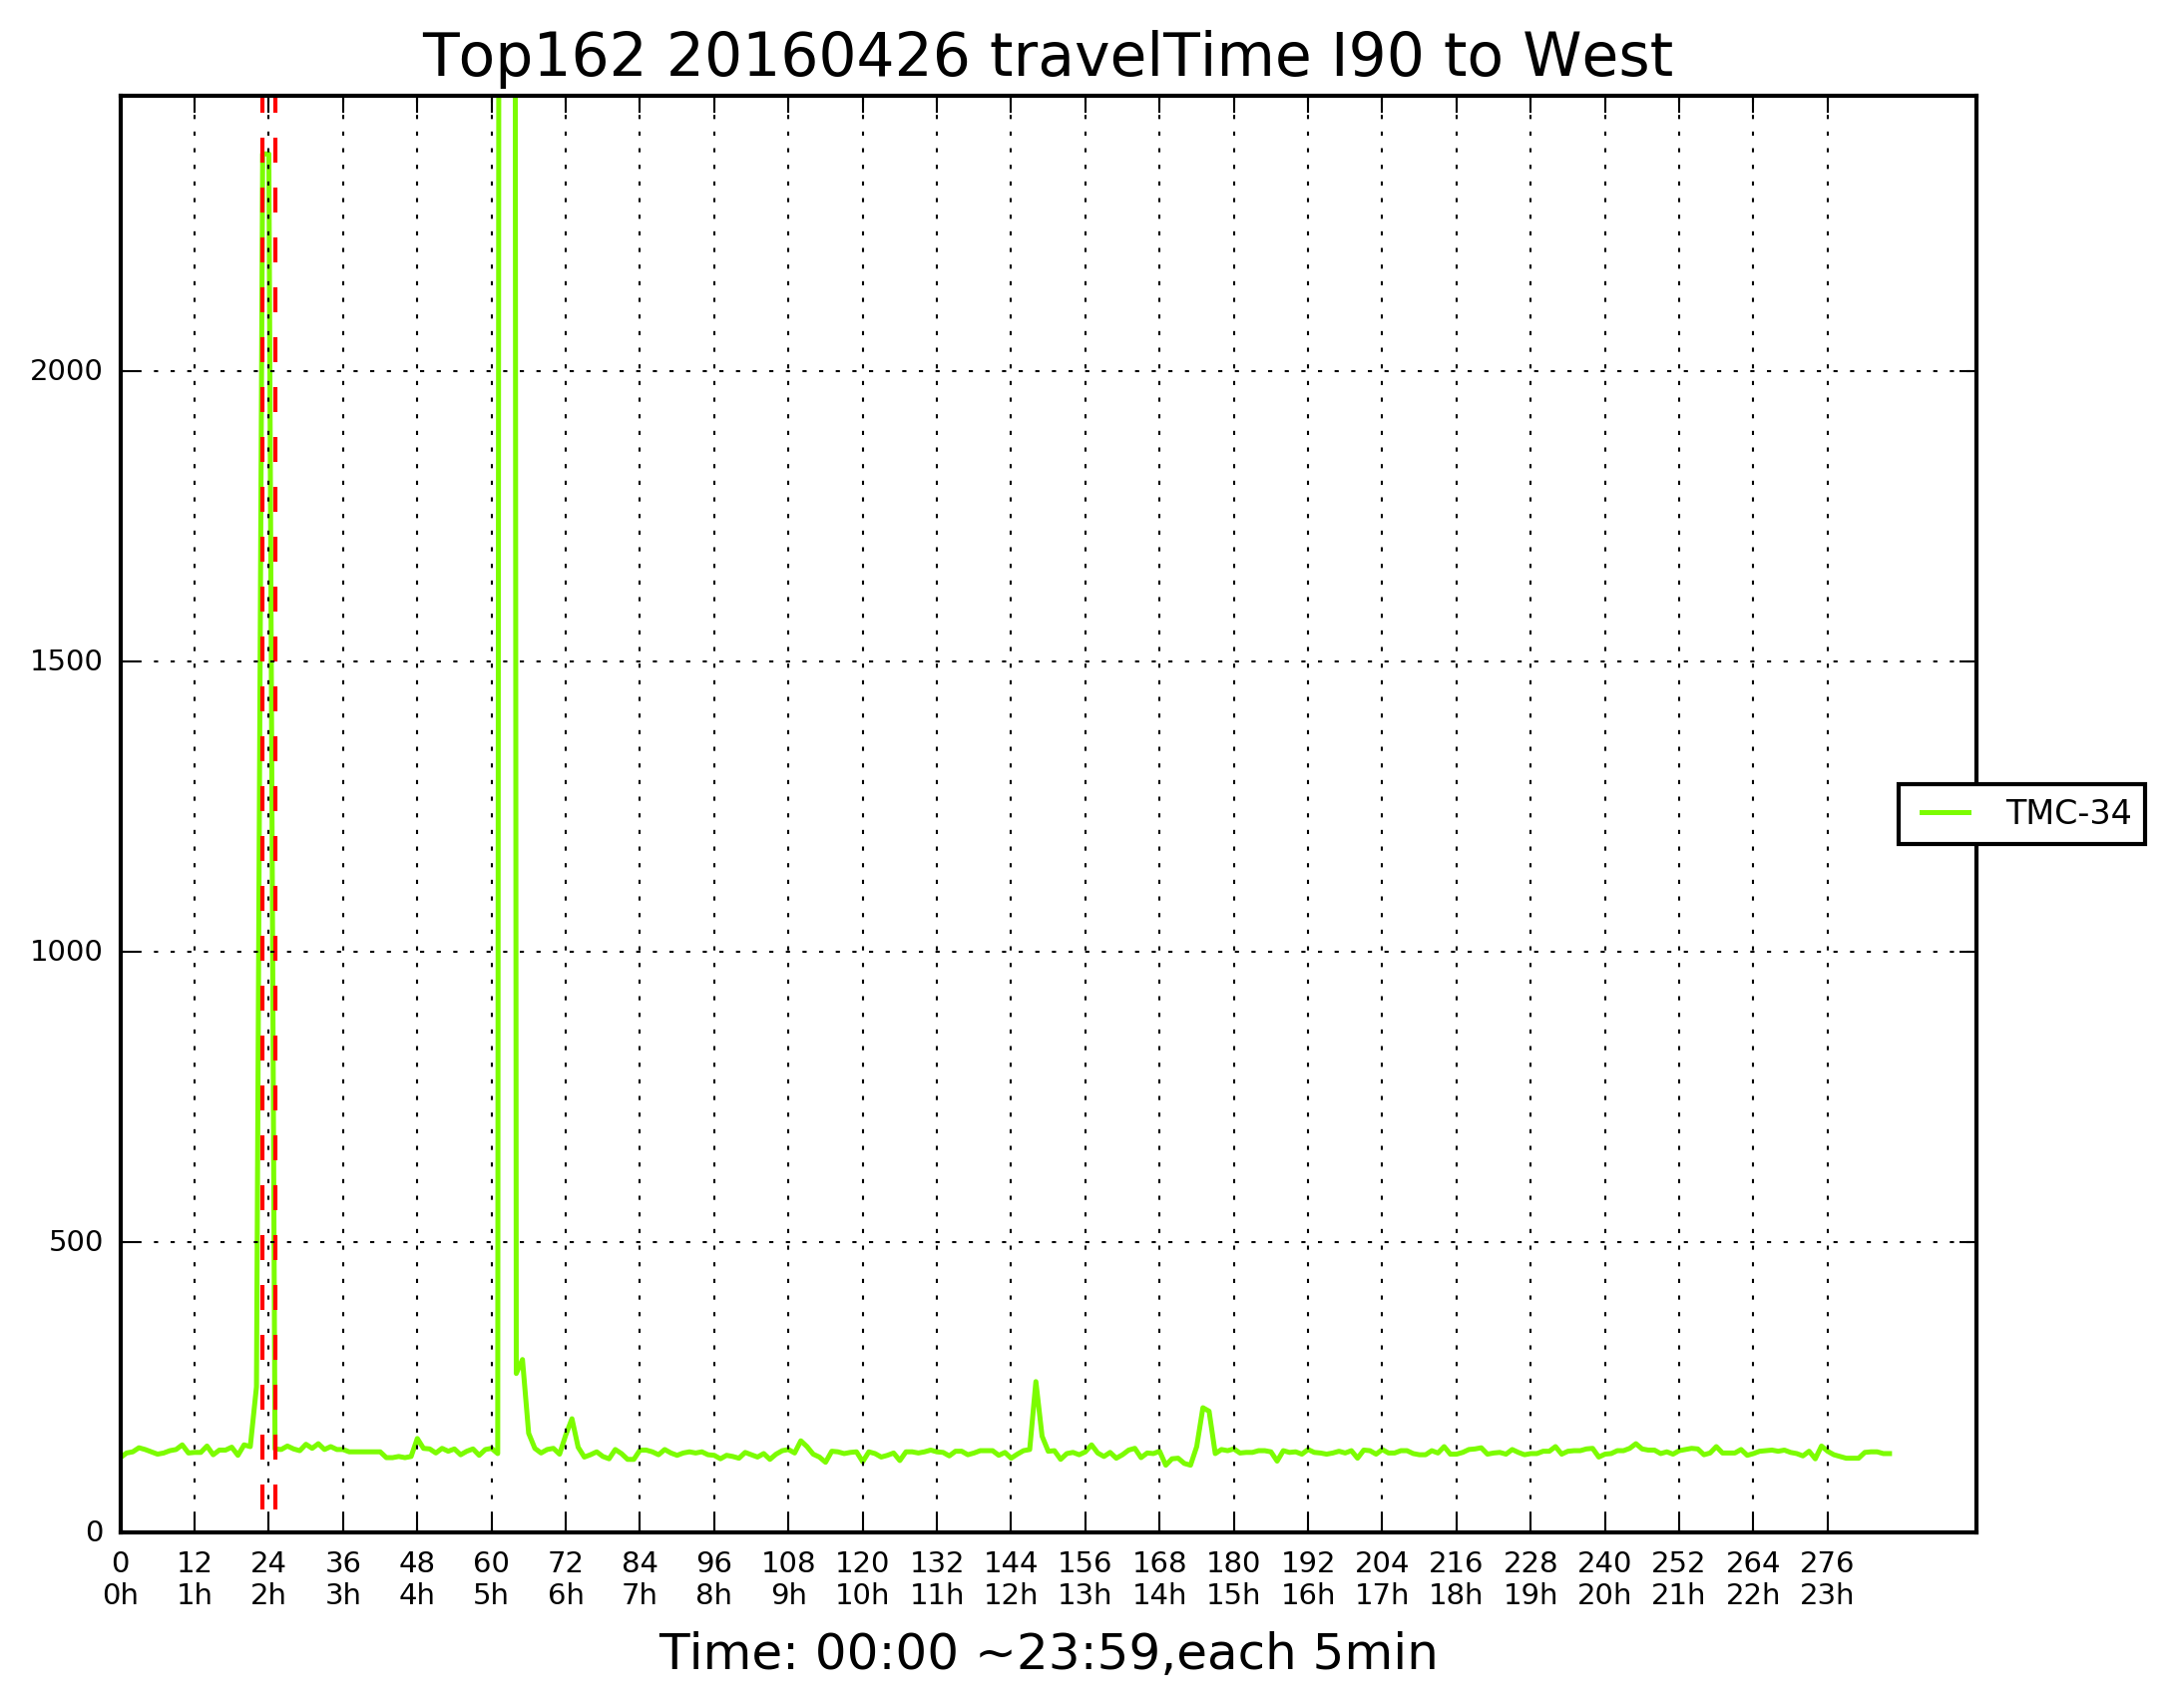 Top162 20160426 travelTime I90 to West
2000
1500
1000
500
0
TMC-34
0 12 24 36 48 60 72 84 96 108 120 132 144 156 168 180 192 204 216 228 240 252 264 276
0h 1h 2h 3h 4h 5h 6h 7h 8h 9h 10h 11h 12h 13h 14h 15h 16h 17h 18h 19h 20h 21h 22h 23h
Time: 00:00 ~23:59,each 5min